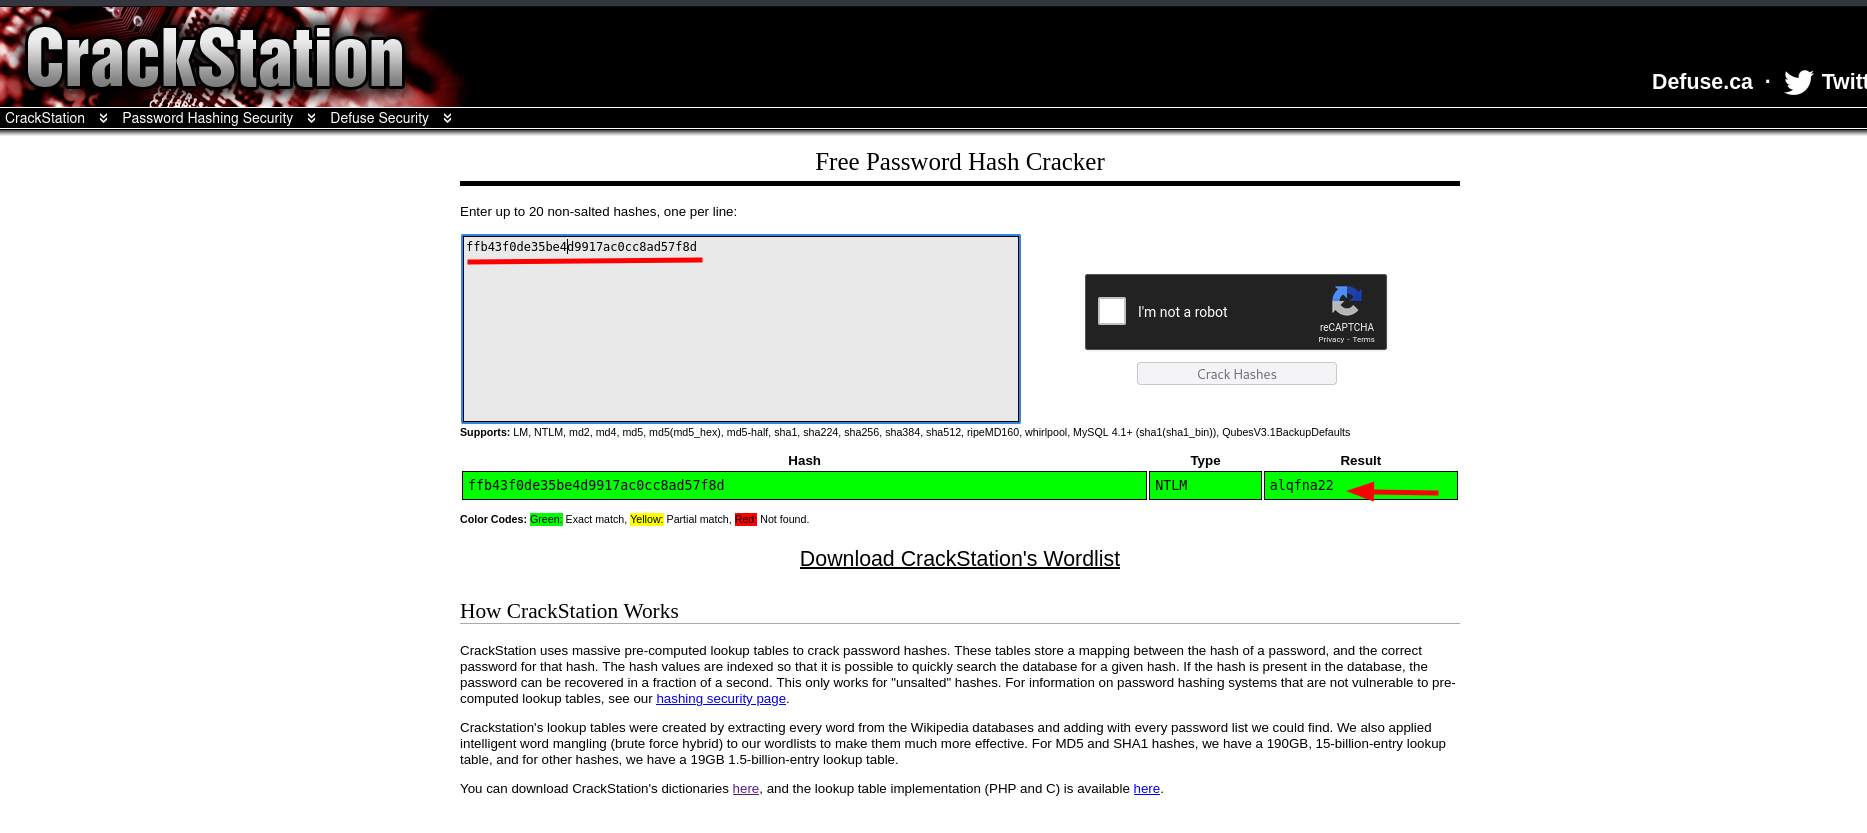 CrackStation
Defuse.ca · Twitt
CrackStation Password Hashing Security Defuse Security
Free Password Hash Cracker
Enter up to 20 non-salted hashes, one per line:
ffb43f0de35be4d9917ac0cc8ad57f8d
I'm not a robot
reCAPTCHA
Privacy - Terms
Crack Hashes
Supports: LM, NTLM, md2, md4, md5, md5(md5_hex), md5-half, sha1, sha224, sha256, sha384, sha512, ripeMD160, whirlpool, MySQL 4.1+ (sha1(sha1_bin)), QubesV3.1BackupDefaults
Hash Type Result
ffb43f0de35be4d9917ac0cc8ad57f8d NTLM alqfna22
Color Codes: Green: Exact match, Yellow: Partial match, Red: Not found.
Download CrackStation's Wordlist
How CrackStation Works
CrackStation uses massive pre-computed lookup tables to crack password hashes. These tables store a mapping between the hash of a password, and the correct
password for that hash. The hash values are indexed so that it is possible to quickly search the database for a given hash. If the hash is present in the database, the
password can be recovered in a fraction of a second. This only works for "unsalted" hashes. For information on password hashing systems that are not vulnerable to pre-
computed lookup tables, see our hashing security page.
Crackstation's lookup tables were created by extracting every word from the Wikipedia databases and adding with every password list we could find. We also applied
intelligent word mangling (brute force hybrid) to our wordlists to make them much more effective. For MD5 and SHA1 hashes, we have a 190GB, 15-billion-entry lookup
table, and for other hashes, we have a 19GB 1.5-billion-entry lookup table.
You can download CrackStation's dictionaries here, and the lookup table implementation (PHP and C) is available here.